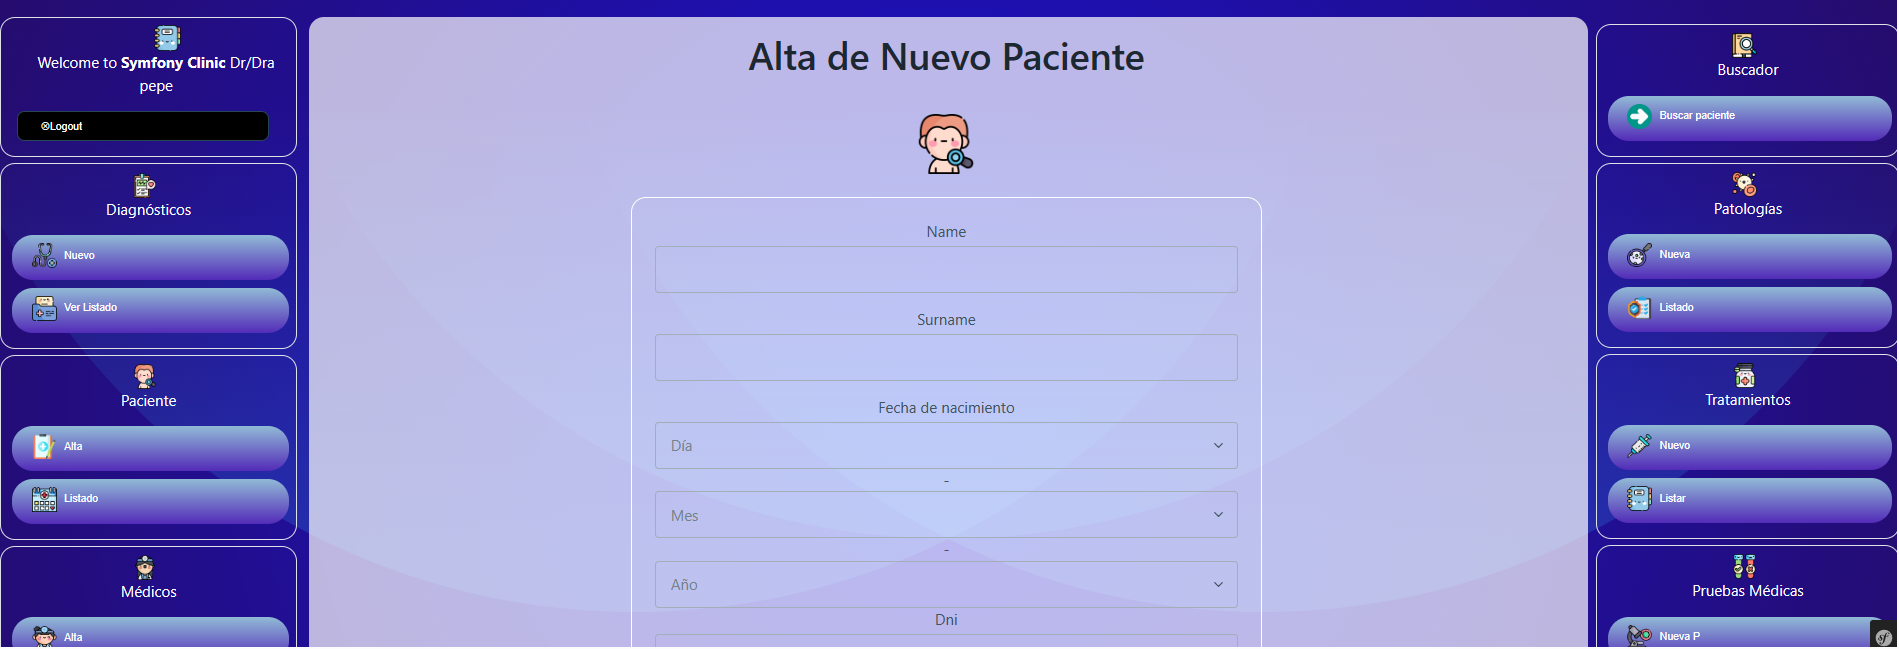 Welcome to Symfony Clinic Dr/Dra
pepe
⊗Logout
Diagnósticos
Nuevo
Ver Listado
Paciente
Alta
Listado
Médicos
Alta
Alta de Nuevo Paciente
Name
Surname
Fecha de nacimiento
Día
-
Mes
-
Año
Dni
Buscador
Buscar paciente
Patologías
Nueva
Listado
Tratamientos
Nuevo
Listar
Pruebas Médicas
Nueva P
sf